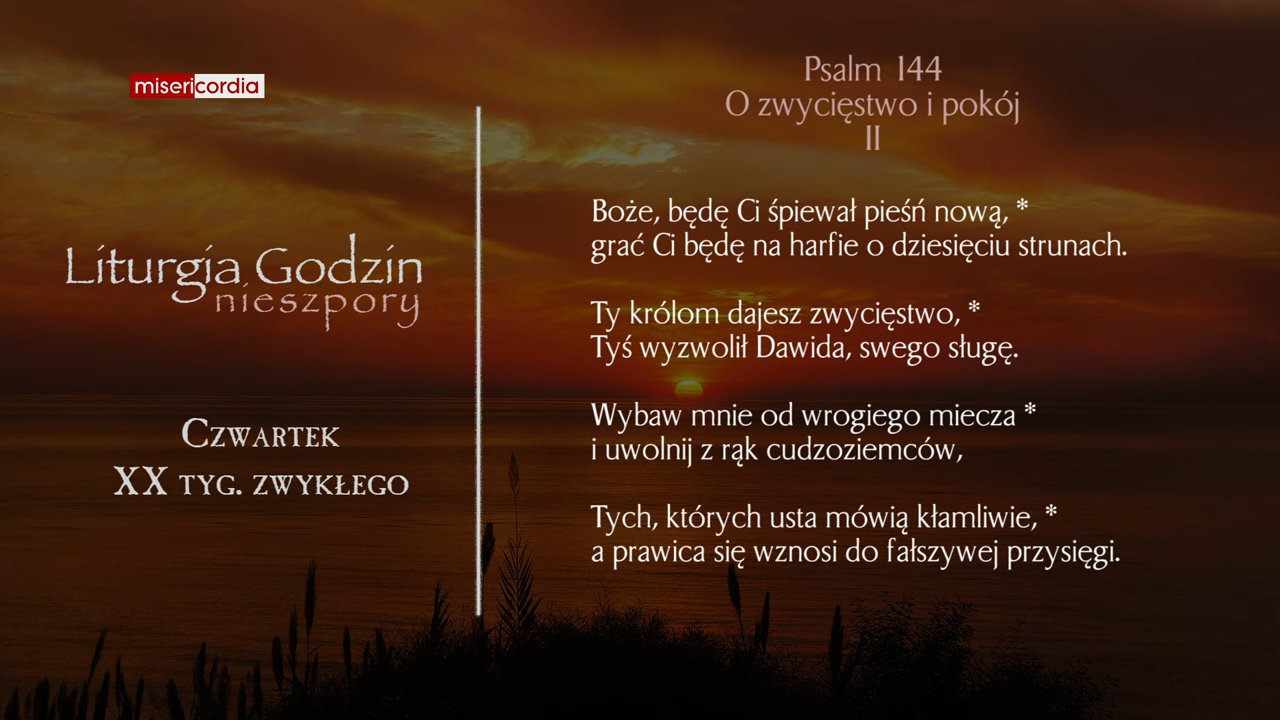 misericordia
Liturgia Godzin
nieszpory
Czwartek
XX tyg. zwykłego
Psalm 144
O zwycięstwo i pokój
II
Boże, będę Ci śpiewał pieśń nową, *
grać Ci będę na harfie o dziesięciu strunach.
Ty królom dajesz zwycięstwo, *
Tyś wyzwolił Dawida, swego sługę.
Wybaw mnie od wrogiego miecza *
i uwolnij z rąk cudzoziemców,
Tych, których usta mówią kłamliwie, *
a prawica się wznosi do fałszywej przysięgi.